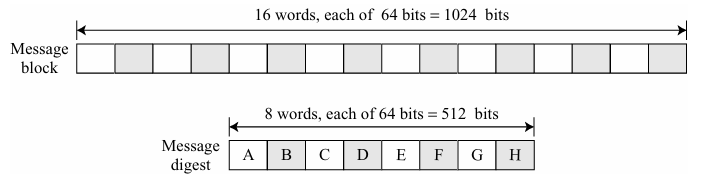 16 words, each of 64 bits = 1024 bits
Message
block
8 words, each of 64 bits = 512 bits
Message
digest
A B C D E F G H